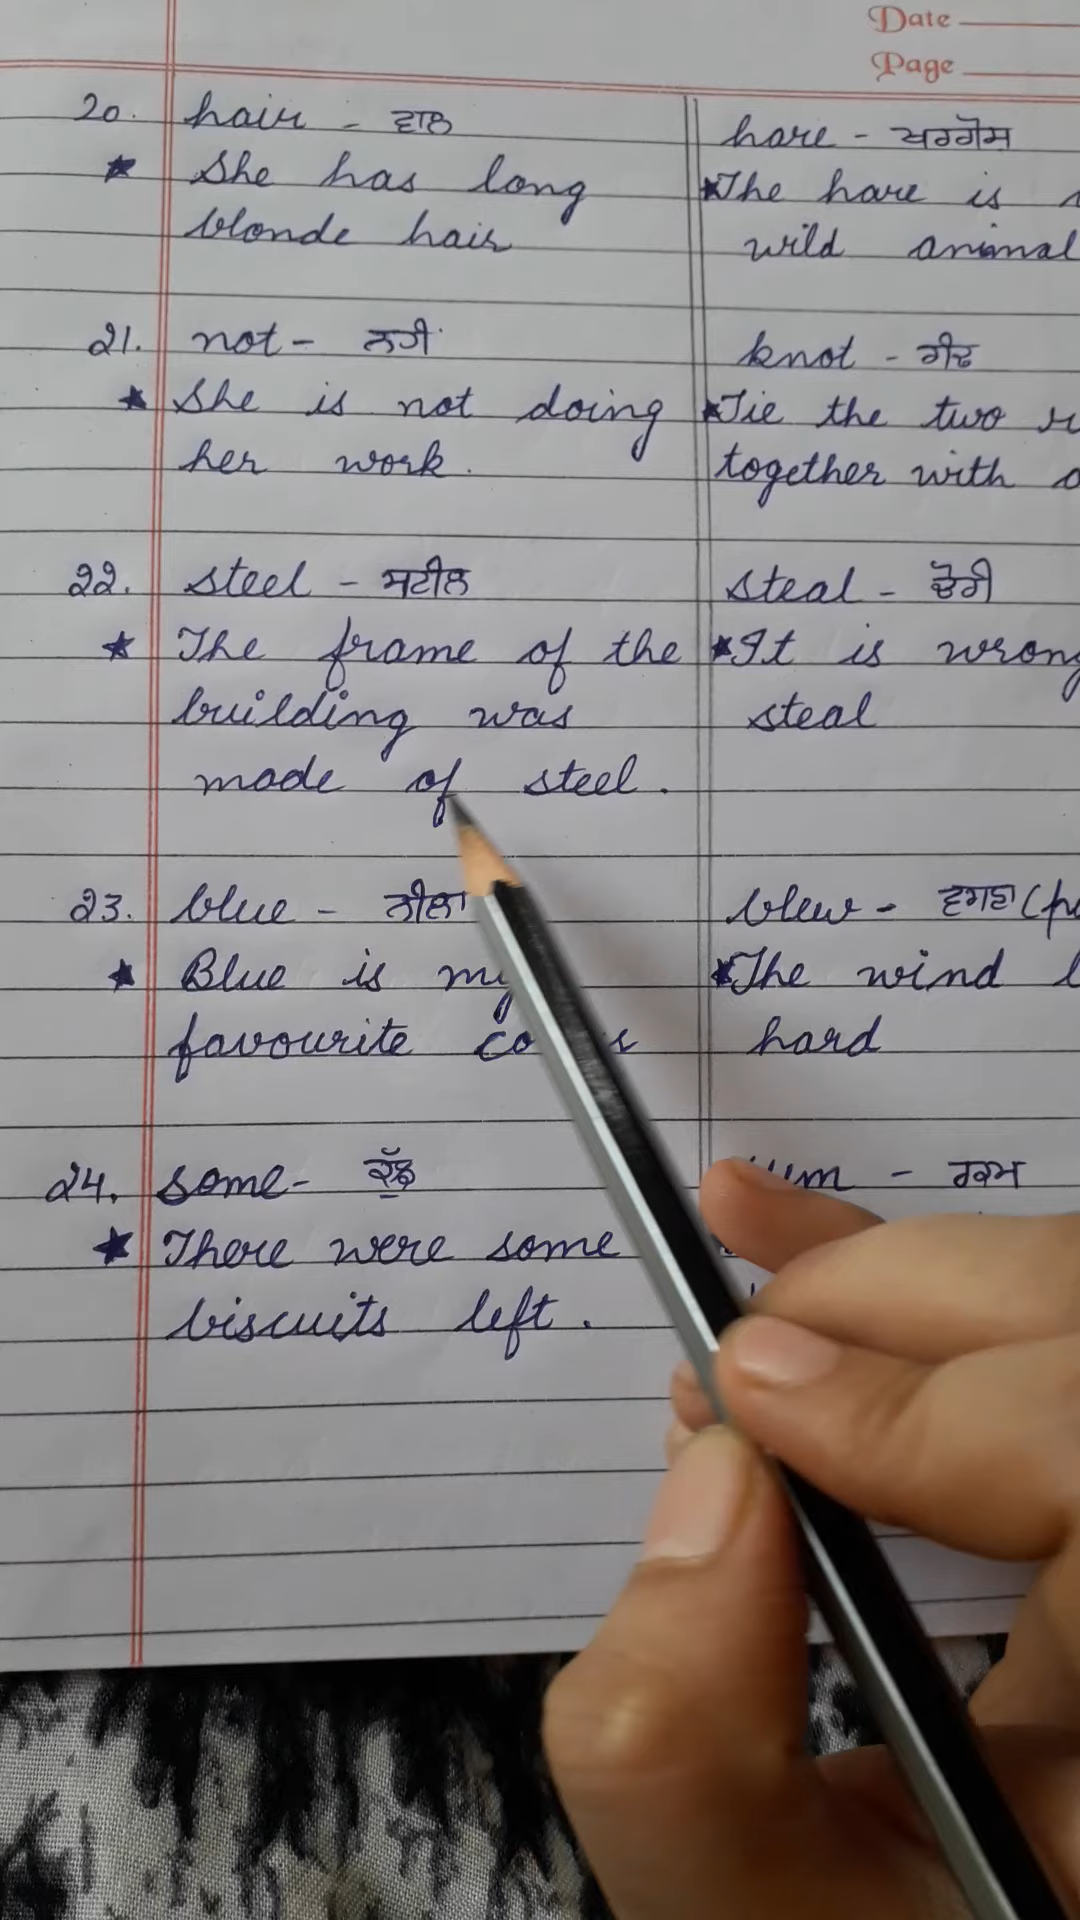 Date
Page
20. hair - ਵਾਲ
hare - ਖਰਗੋਸ਼
★ She has long
★ The hare is
blonde hair
wild animal
21. not - ਨਹੀਂ
knot - ਗੰਢ
★ She is not doing
★ Tie the two
her work.
together with
22. steel - ਸਟੀਲ
steal - ਚੋਰੀ
★ The frame of the
★ It is wrong
building was
steal
made of steel.
23. blue - ਨੀਲਾ
blew - ਵਗਣਾ
★ Blue is my
★ The wind
favourite
hard
24. some - ਕੁੱਝ
- ਰਕਮ
★ There were some
biscuits left.